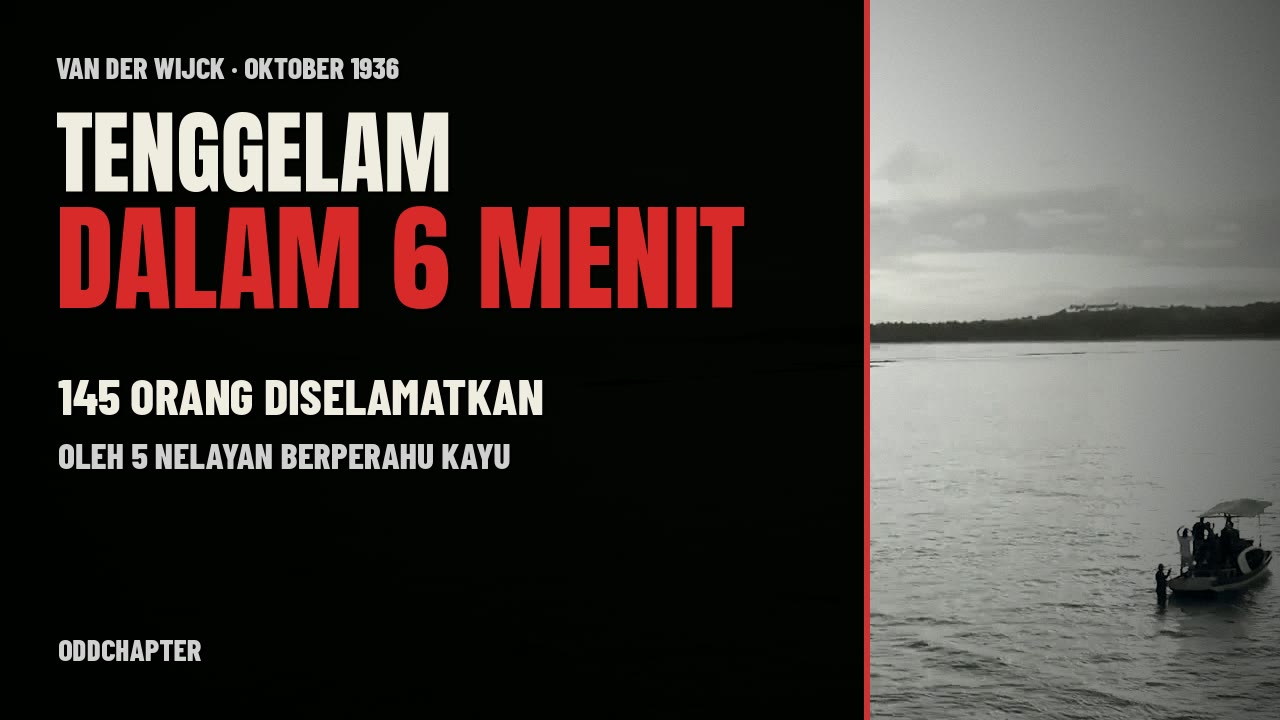 VAN DER WIJCK · OKTOBER 1936
TENGGELAM
DALAM 6 MENIT
145 ORANG DISELAMATKAN
OLEH 5 NELAYAN BERPERAHU KAYU
ODDCHAPTER